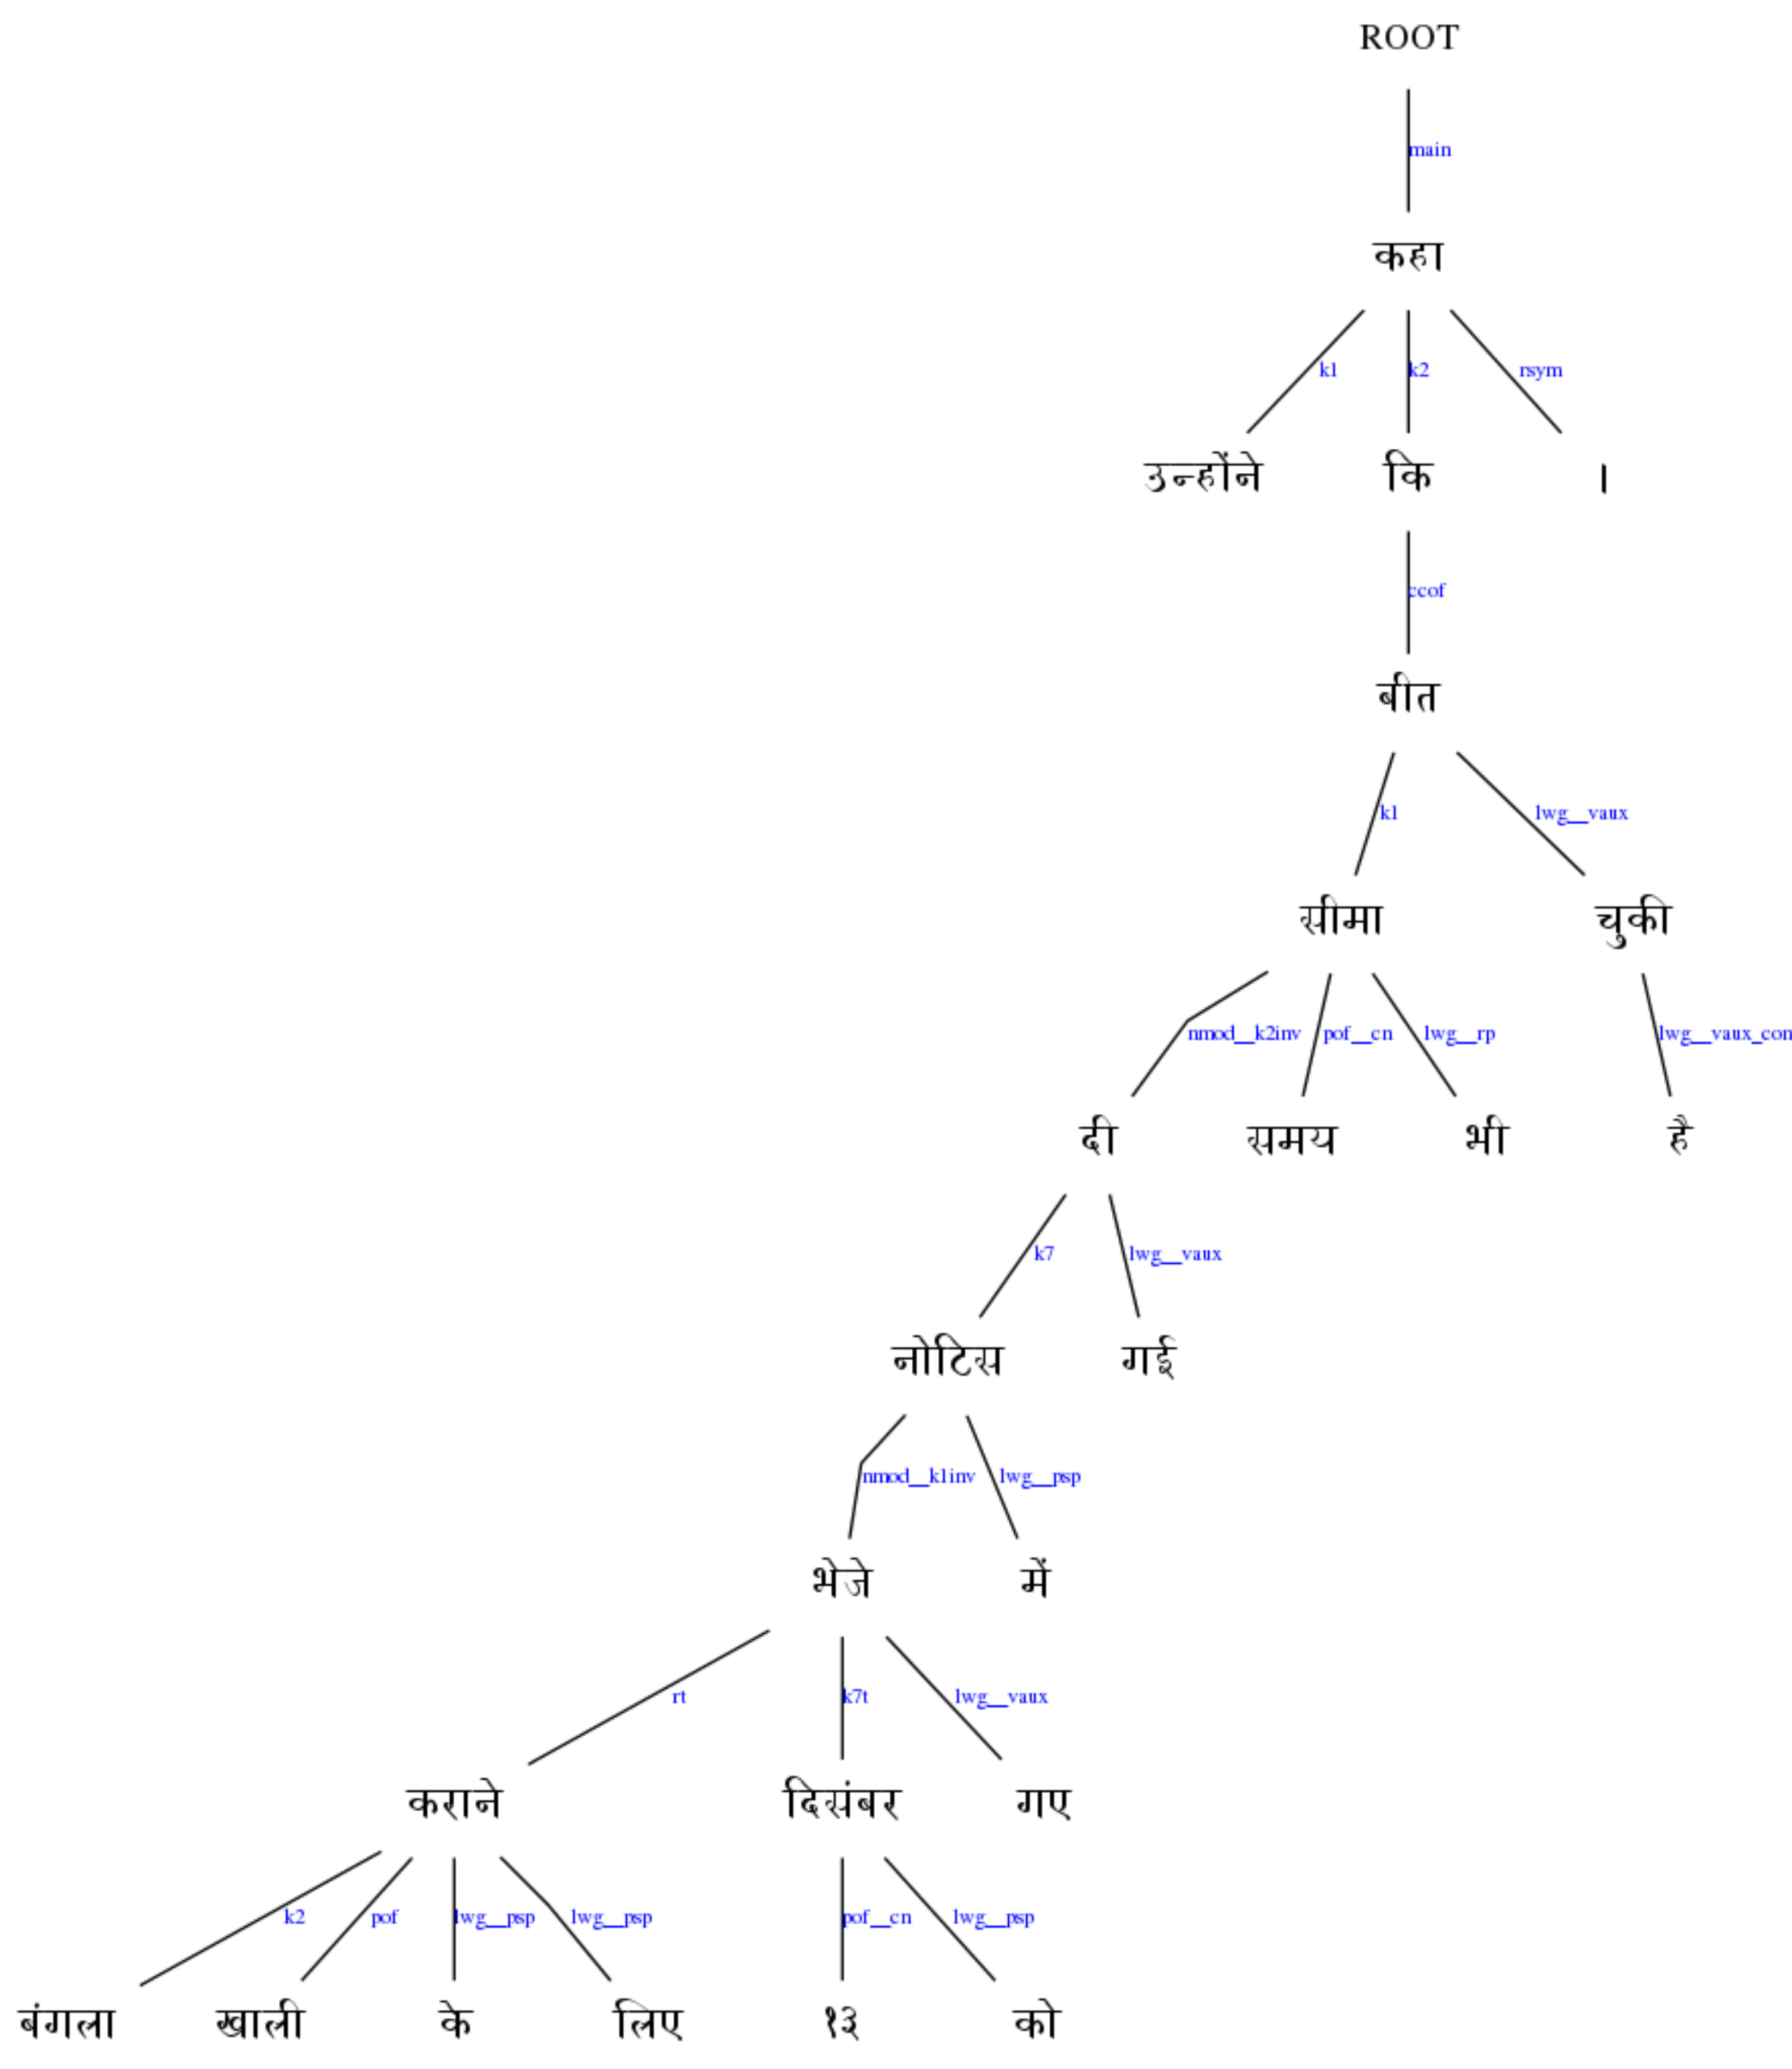 ROOT
main
कहा
k1 k2 rsym
उन्होंने कि ।
ccof
बीत
k1 lwg__vaux
सीमा चुकी
nmod__k2inv pof__cn lwg__rp lwg__vaux_con
दी समय भी है
k7 lwg__vaux
नोटिस गई
nmod__k1inv lwg__psp
भेजे में
rt k7t lwg__vaux
कराने दिसंबर गए
k2 pof lwg__psp lwg__psp pof__cn lwg__psp
बंगला खाली के लिए १३ को